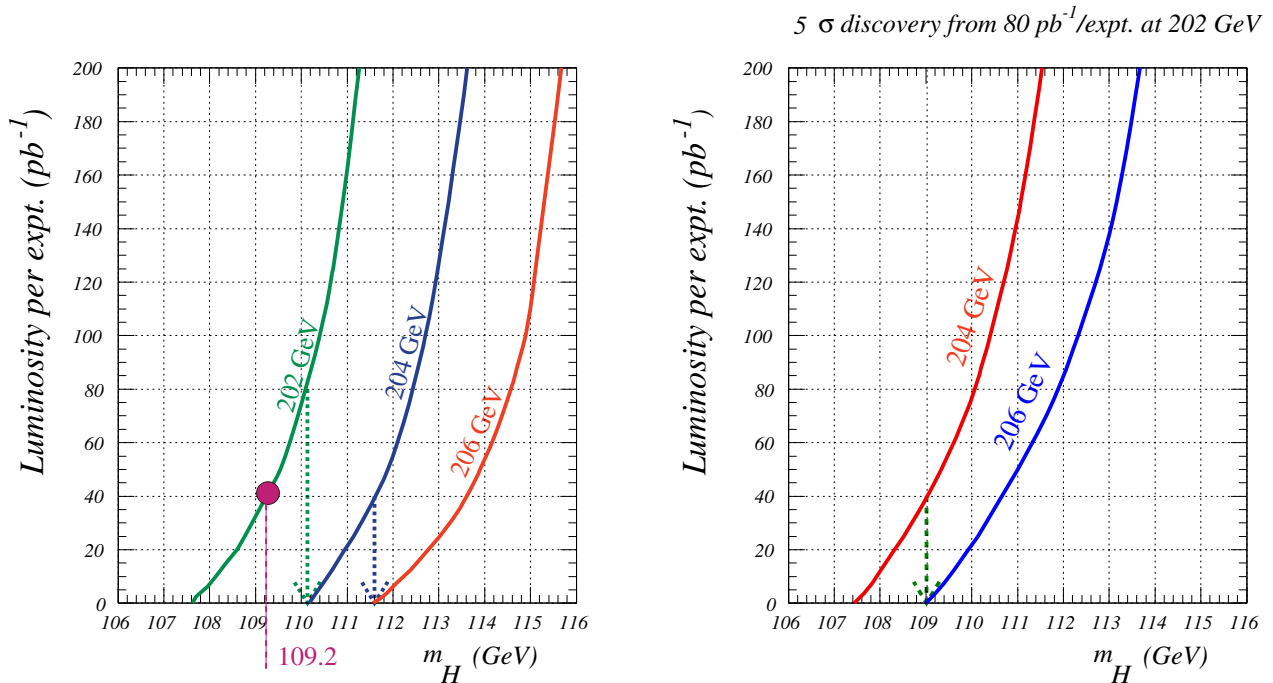 5 σ discovery from 80 pb-1/expt. at 202 GeV
Luminosity per expt. (pb-1)
200
180
160
140
120
100
80
60
40
20
0
202 GeV
204 GeV
206 GeV
106 107 108 109 110 111 112 113 114 115 116
109.2
mH (GeV)
Luminosity per expt. (pb-1)
200
180
160
140
120
100
80
60
40
20
0
204 GeV
206 GeV
106 107 108 109 110 111 112 113 114 115 116
mH (GeV)